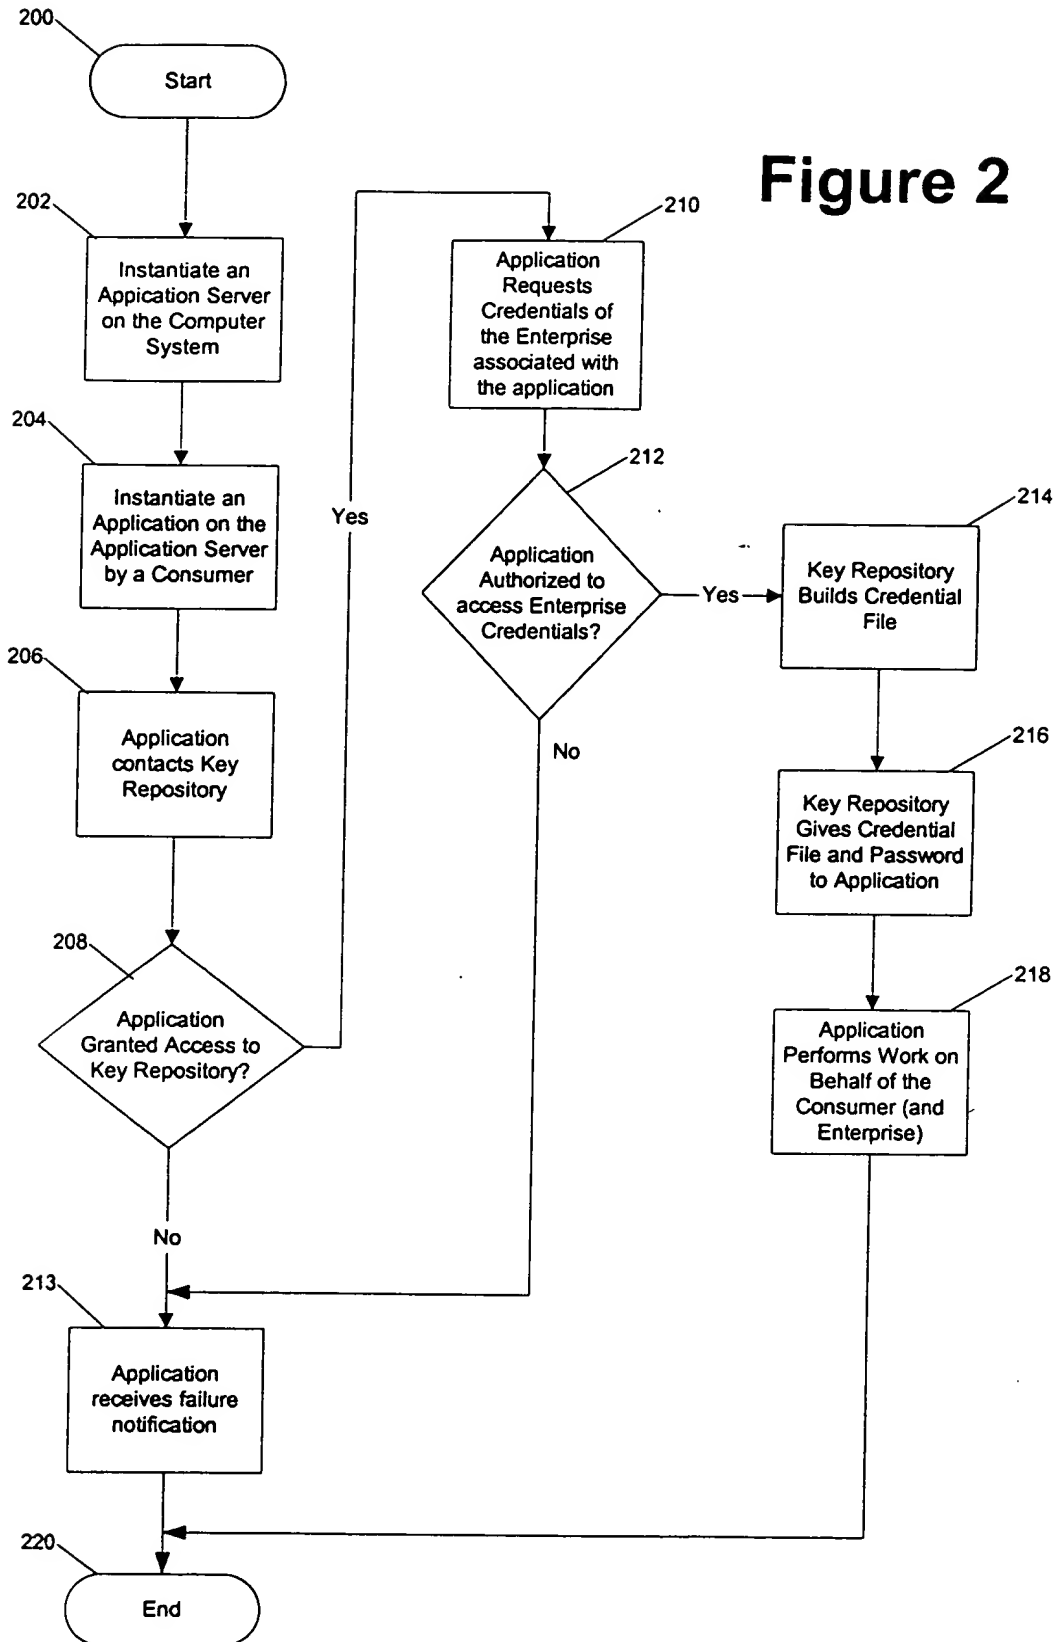 200
Start
Figure 2
202
Instantiate an
Appication Server
on the Computer
System
204
Instantiate an
Application on the
Application Server
by a Consumer
206
Application
contacts Key
Repository
208
Application
Granted Access to
Key Repository?
Yes
No
210
Application
Requests
Credentials of
the Enterprise
associated with
the application
212
Application
Authorized to
access Enterprise
Credentials?
Yes
No
213
Application
receives failure
notification
214
Key Repository
Builds Credential
File
216
Key Repository
Gives Credential
File and Password
to Application
218
Application
Performs Work on
Behalf of the
Consumer (and
Enterprise)
220
End